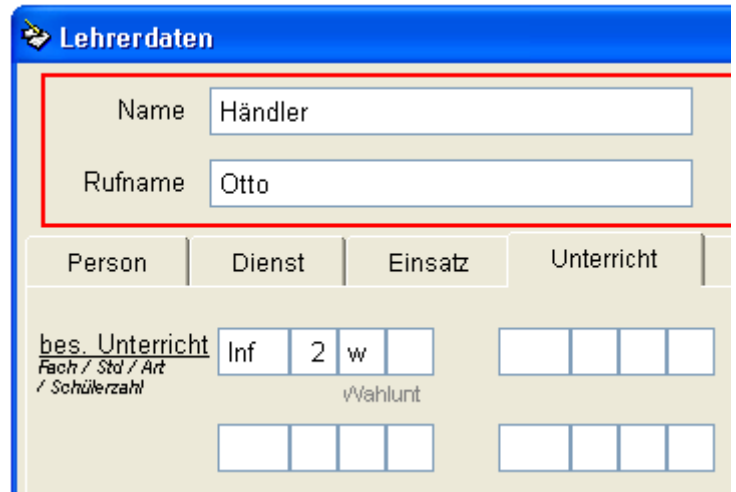 Lehrerdaten
Name Händler
Rufname Otto
Person Dienst Einsatz Unterricht
bes. Unterricht Inf 2 w
Fach / Std / Art
/ Schülerzahl Wahlunt